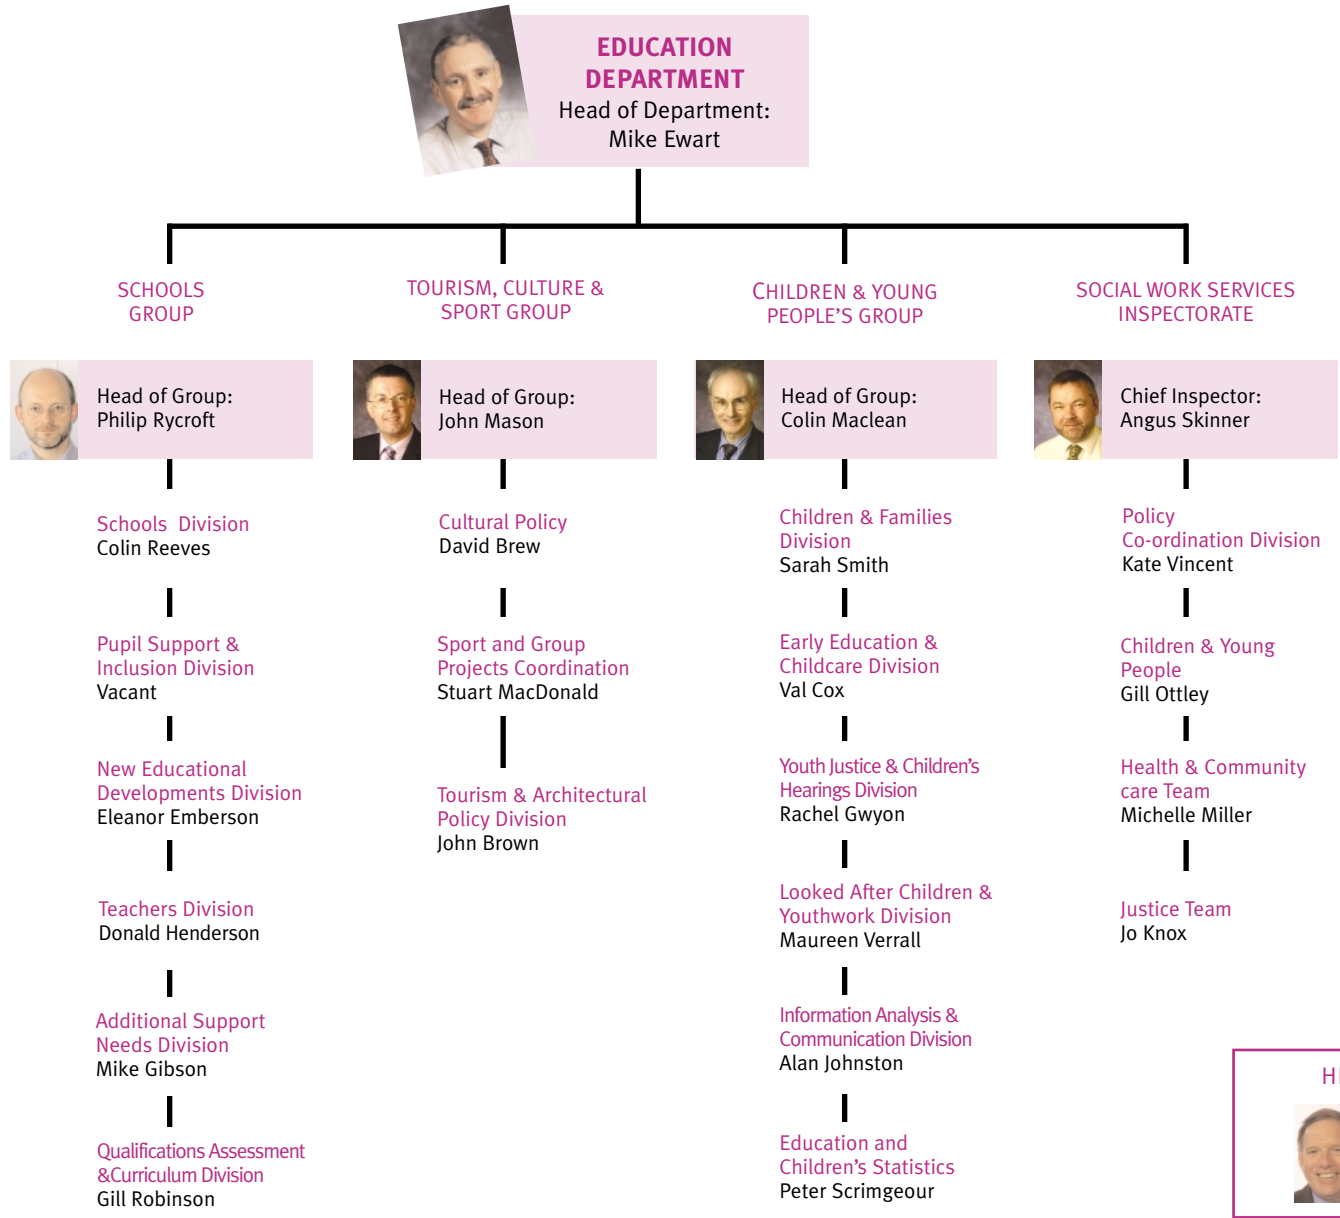 EDUCATION
DEPARTMENT
Head of Department:
Mike Ewart
SCHOOLS
GROUP
Head of Group:
Philip Rycroft
Schools Division
Colin Reeves
Pupil Support &
Inclusion Division
Vacant
New Educational
Developments Division
Eleanor Emberson
Teachers Division
Donald Henderson
Additional Support
Needs Division
Mike Gibson
Qualifications Assessment
&Curriculum Division
Gill Robinson
TOURISM, CULTURE &
SPORT GROUP
Head of Group:
John Mason
Cultural Policy
David Brew
Sport and Group
Projects Coordination
Stuart MacDonald
Tourism & Architectural
Policy Division
John Brown
CHILDREN & YOUNG
PEOPLE'S GROUP
Head of Group:
Colin Maclean
Children & Families
Division
Sarah Smith
Early Education &
Childcare Division
Val Cox
Youth Justice & Children's
Hearings Division
Rachel Gwyon
Looked After Children &
Youthwork Division
Maureen Verrall
Information Analysis &
Communication Division
Alan Johnston
Education and
Children's Statistics
Peter Scrimgeour
SOCIAL WORK SERVICES
INSPECTORATE
Chief Inspector:
Angus Skinner
Policy
Co-ordination Division
Kate Vincent
Children & Young
People
Gill Ottley
Health & Community
care Team
Michelle Miller
Justice Team
Jo Knox